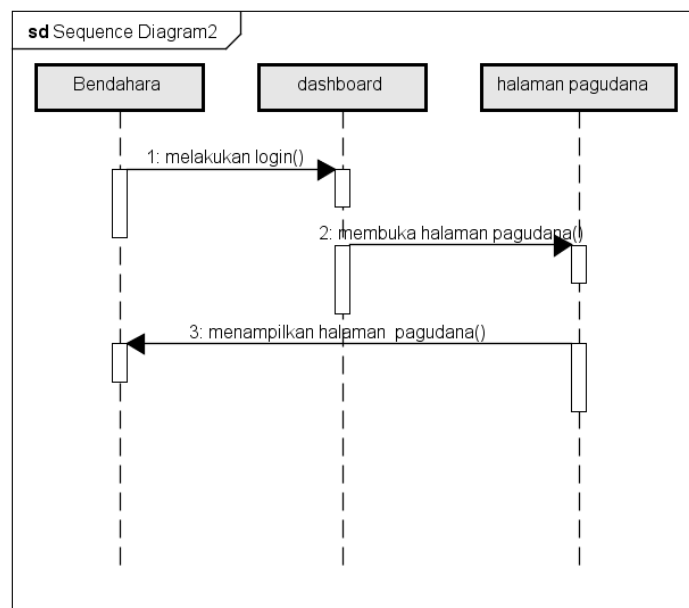 sd Sequence Diagram2
Bendahara
dashboard
halaman pagudana
1: melakukan login()
2: membuka halaman pagudana()
3: menampilkan halaman  pagudana()